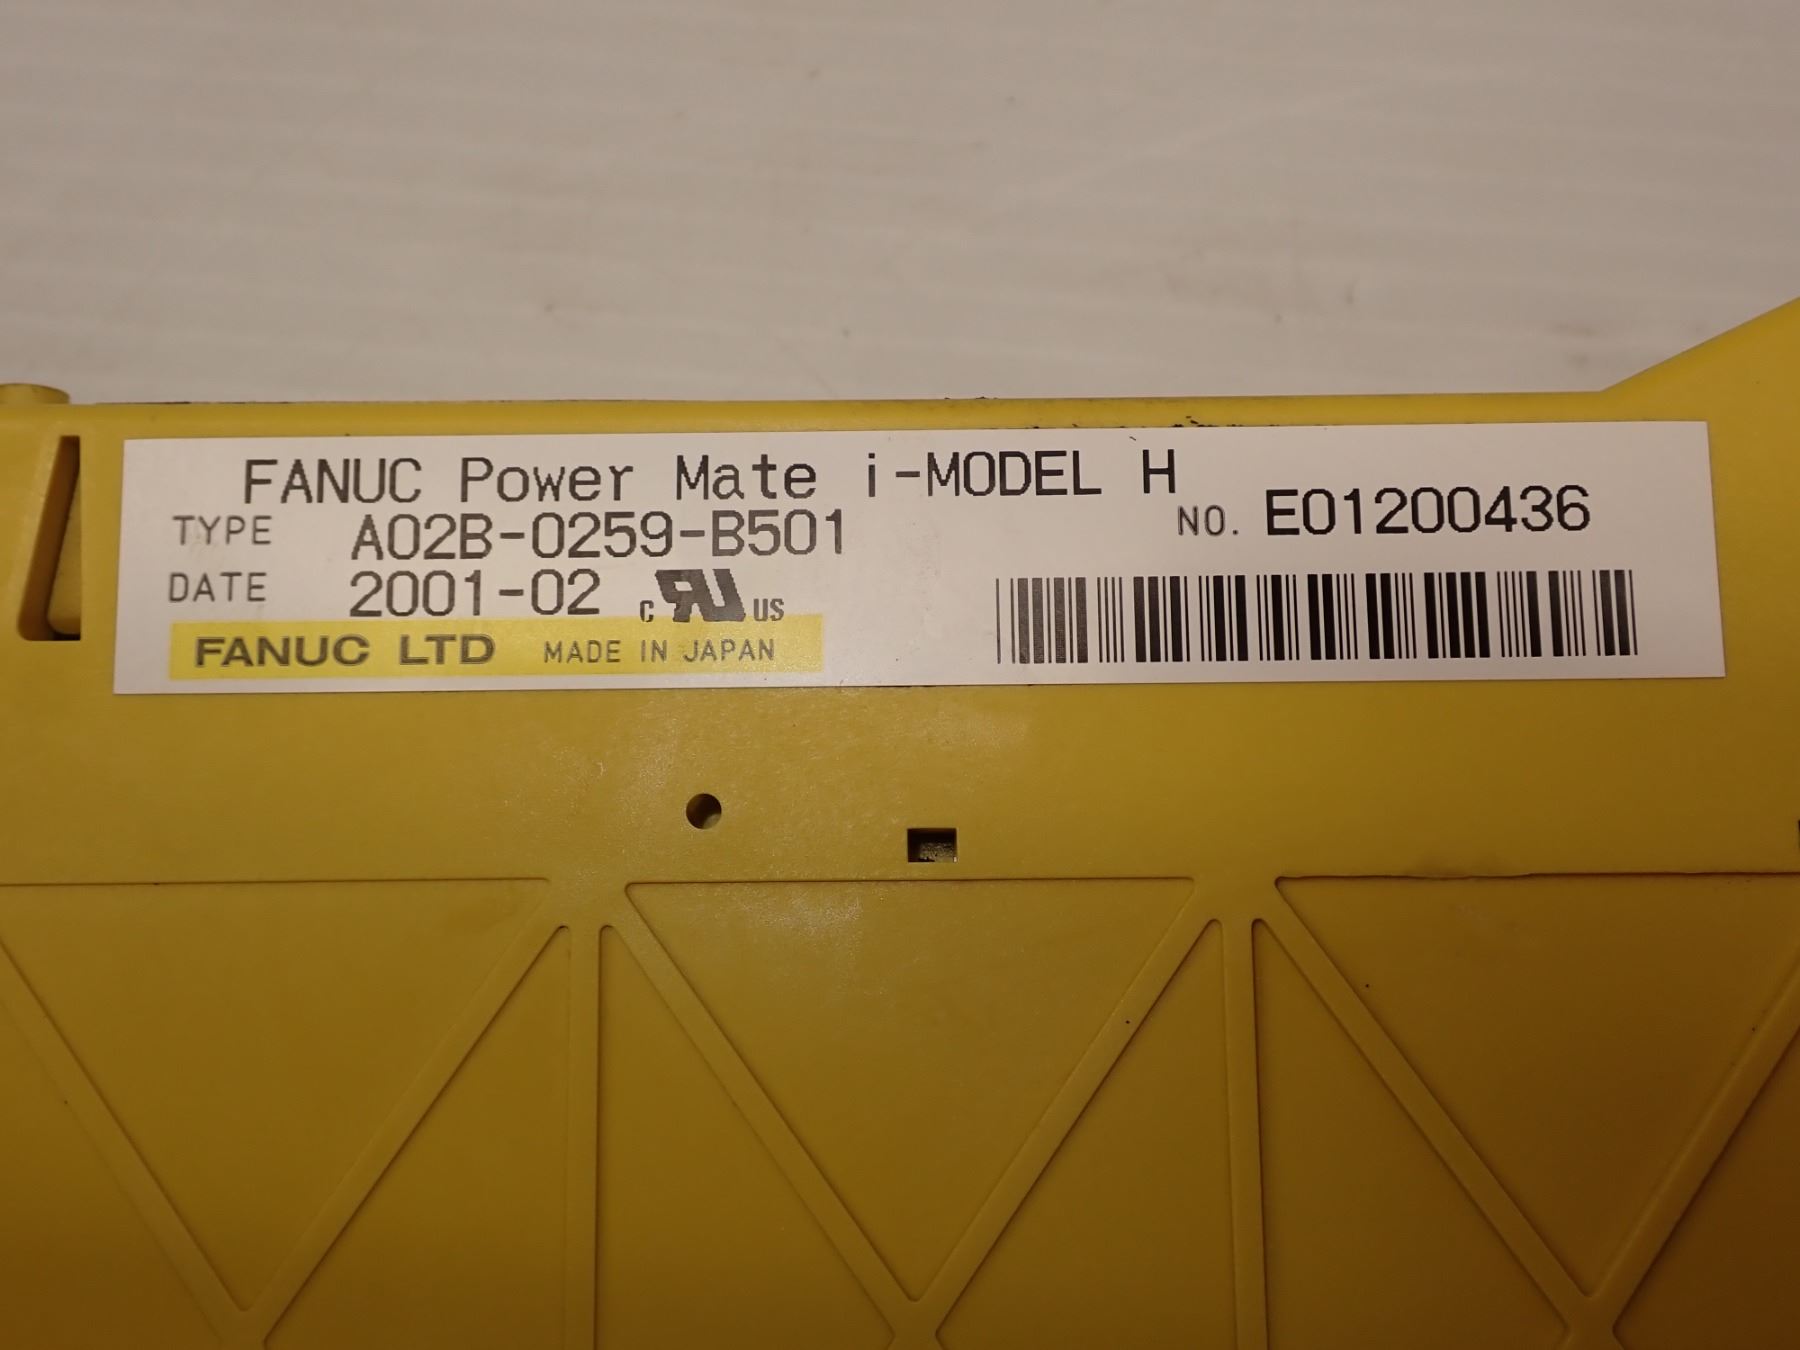 FANUC Power Mate i-MODEL H
TYPE A02B-0259-B501
NO. E01200436
DATE 2001-02 c RU US
FANUC LTD MADE IN JAPAN